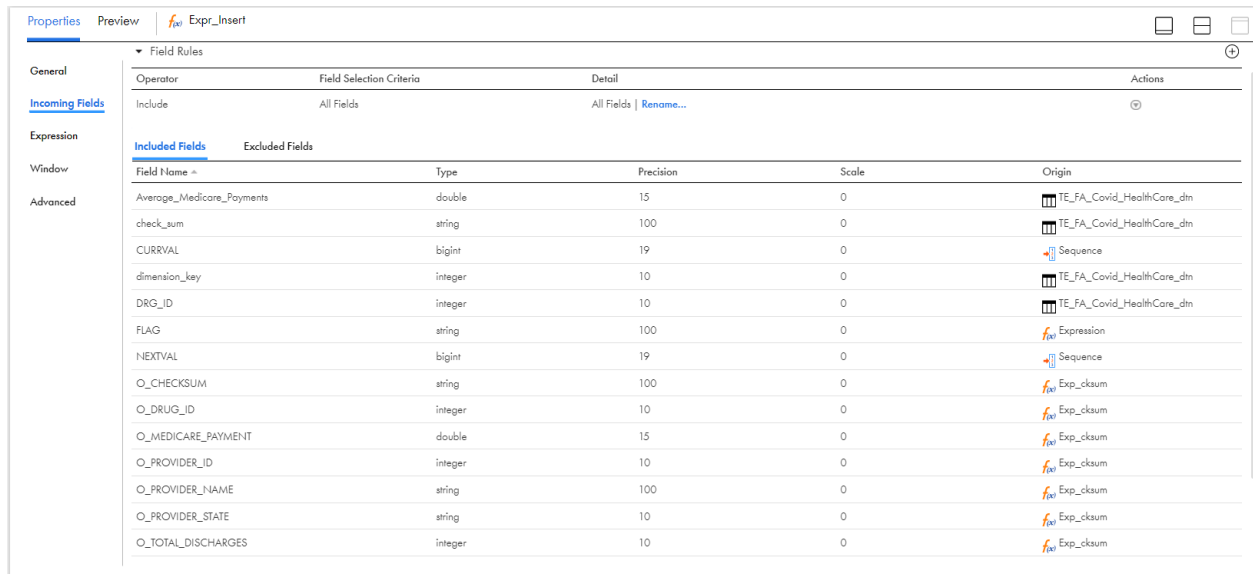 Properties Preview f(x) Expr_Insert
Field Rules
General
Operator Field Selection Criteria Detail Actions
Incoming Fields Include All Fields All Fields | Rename...
Expression
Included Fields Excluded Fields
Window Field Name Type Precision Scale Origin
Advanced Average_Medicare_Payments double 15 0 TE_FA_Covid_HealthCare_dtn
check_sum string 100 0 TE_FA_Covid_HealthCare_dtn
CURRVAL bigint 19 0 Sequence
dimension_key integer 10 0 TE_FA_Covid_HealthCare_dtn
DRG_ID integer 10 0 TE_FA_Covid_HealthCare_dtn
FLAG string 100 0 f(x) Expression
NEXTVAL bigint 19 0 Sequence
O_CHECKSUM string 100 0 f(x) Exp_cksum
O_DRUG_ID integer 10 0 f(x) Exp_cksum
O_MEDICARE_PAYMENT double 15 0 f(x) Exp_cksum
O_PROVIDER_ID integer 10 0 f(x) Exp_cksum
O_PROVIDER_NAME string 100 0 f(x) Exp_cksum
O_PROVIDER_STATE string 10 0 f(x) Exp_cksum
O_TOTAL_DISCHARGES integer 10 0 f(x) Exp_cksum